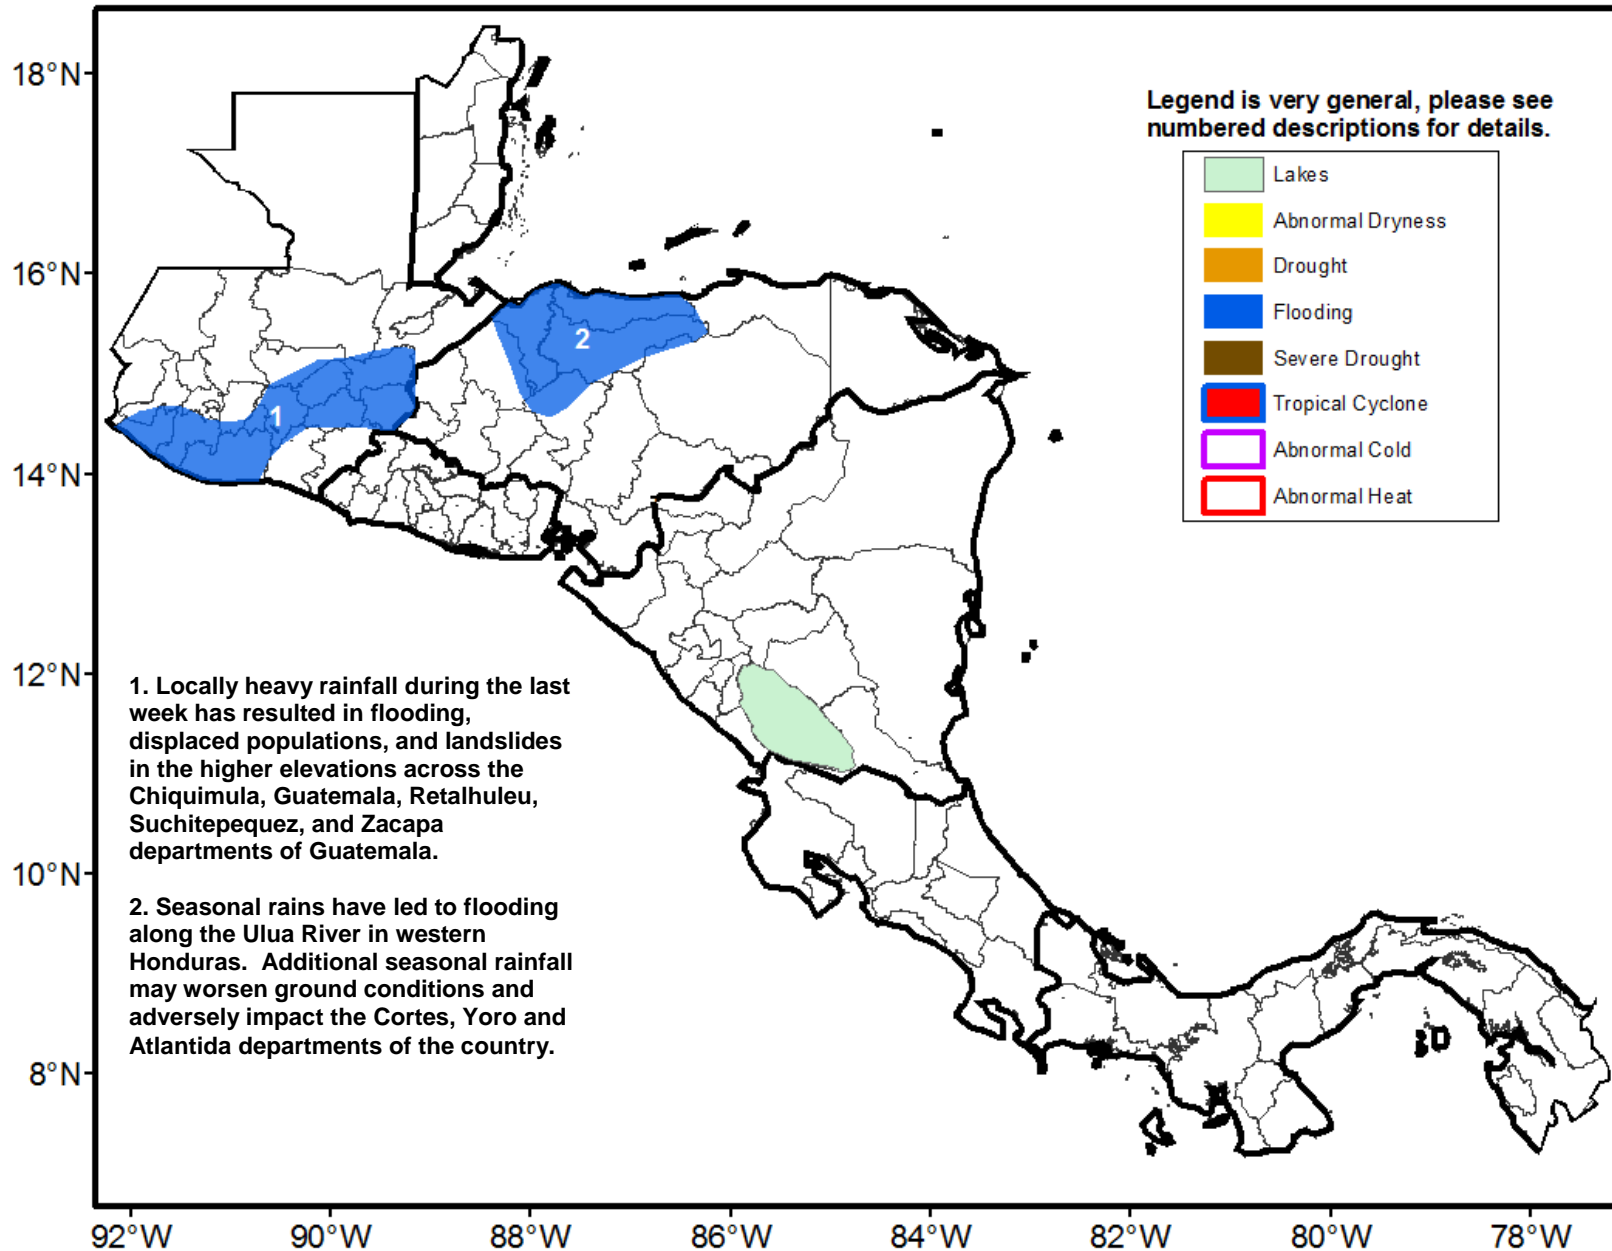 18°N
16°N
14°N
12°N
10°N
8°N
Legend is very general, please see
numbered descriptions for details.
Lakes
Abnormal Dryness
Drought
Flooding
Severe Drought
Tropical Cyclone
Abnormal Cold
Abnormal Heat
1
2
1. Locally heavy rainfall during the last
week has resulted in flooding,
displaced populations, and landslides
in the higher elevations across the
Chiquimula, Guatemala, Retalhuleu,
Suchitepequez, and Zacapa
departments of Guatemala.
2. Seasonal rains have led to flooding
along the Ulua River in western
Honduras.  Additional seasonal rainfall
may worsen ground conditions and
adversely impact the Cortes, Yoro and
Atlantida departments of the country.
92°W 90°W 88°W 86°W 84°W 82°W 80°W 78°W